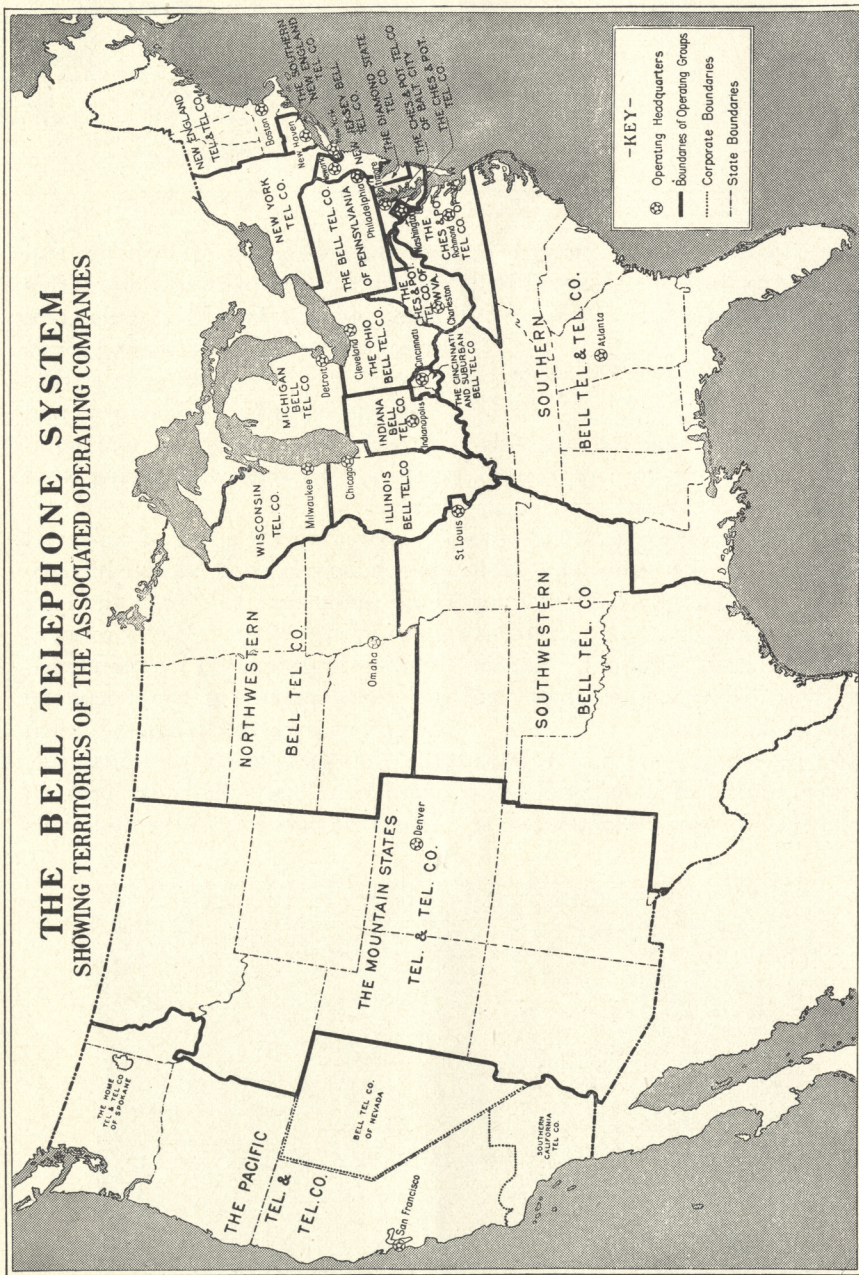 THE BELL TELEPHONE SYSTEM
SHOWING TERRITORIES OF THE ASSOCIATED OPERATING COMPANIES
THE HOME
TEL & TEL CO
OF SPOKANE
THE PACIFIC
TEL. &
TEL. CO.
San Francisco
BELL TEL CO.
OF NEVADA
SOUTHERN
CALIFORNIA
TEL CO.
THE MOUNTAIN STATES
TEL. & TEL. CO.
Denver
NORTHWESTERN
BELL TEL. CO.
Omaha
SOUTHWESTERN
BELL TEL. CO
St Louis
WISCONSIN
TEL CO.
Milwaukee
Chicago
ILLINOIS
BELL TEL.CO
MICHIGAN
BELL
TEL CO
Detroit
INDIANA
BELL
TEL CO.
Indianapolis
Cleveland
THE OHIO
BELL TEL.CO.
Cincinnati
THE CINCINNATI
AND SUBURBAN
BELL TEL CO
THE
CHES & POT.
TEL CO. OF
W.VA.
Charleston
THE BELL TEL. CO.
OF PENNSYLVANIA
Philadelphia
NEW YORK
TEL CO.
NEW ENGLAND
TEL & TEL CO.
Boston
New Haven
THE SOUTHERN
NEW ENGLAND
TEL CO.
New York
Newark
NEW JERSEY BELL
TEL.CO.
THE DIAMOND STATE
TEL CO.
Baltimore
THE CHES & POT TEL CO
OF BALT CITY
THE CHES & POT.
TEL CO.
Washington
THE
CHES & POT.
TEL CO. OF
Richmond
SOUTHERN
BELL TEL & TEL. CO.
Atlanta
-KEY-
Operating Headquarters
Boundaries of Operating Groups
Corporate Boundaries
State Boundaries